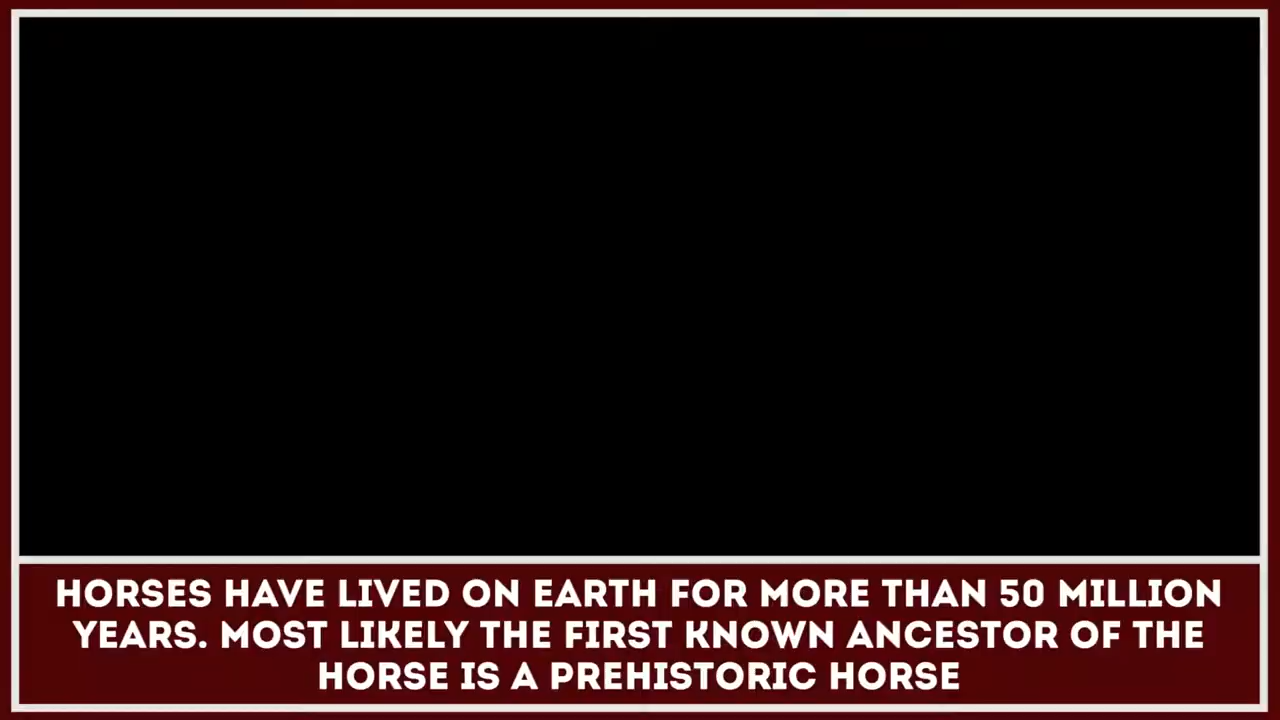 HORSES HAVE LIVED ON EARTH FOR MORE THAN 50 MILLION
YEARS. MOST LIKELY THE FIRST KNOWN ANCESTOR OF THE
HORSE IS A PREHISTORIC HORSE